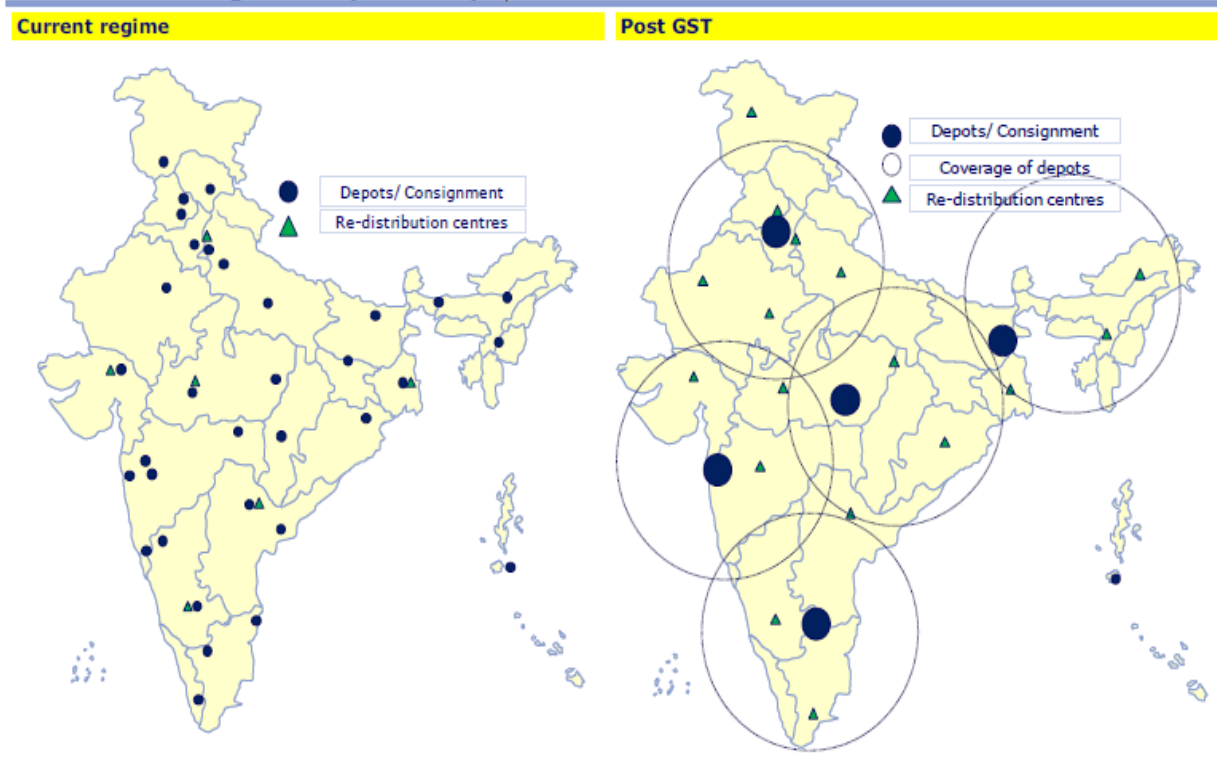 Current regime
Post GST
Depots/ Consignment
Re-distribution centres
Depots/ Consignment
Coverage of depots
Re-distribution centres